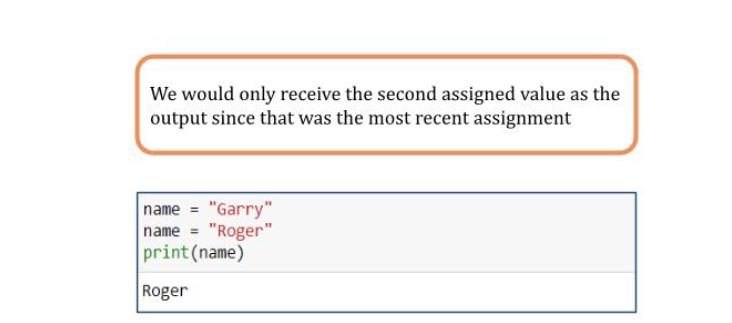 We would only receive the second assigned value as the
output since that was the most recent assignment
name = "Garry"
name = "Roger"
print(name)
Roger